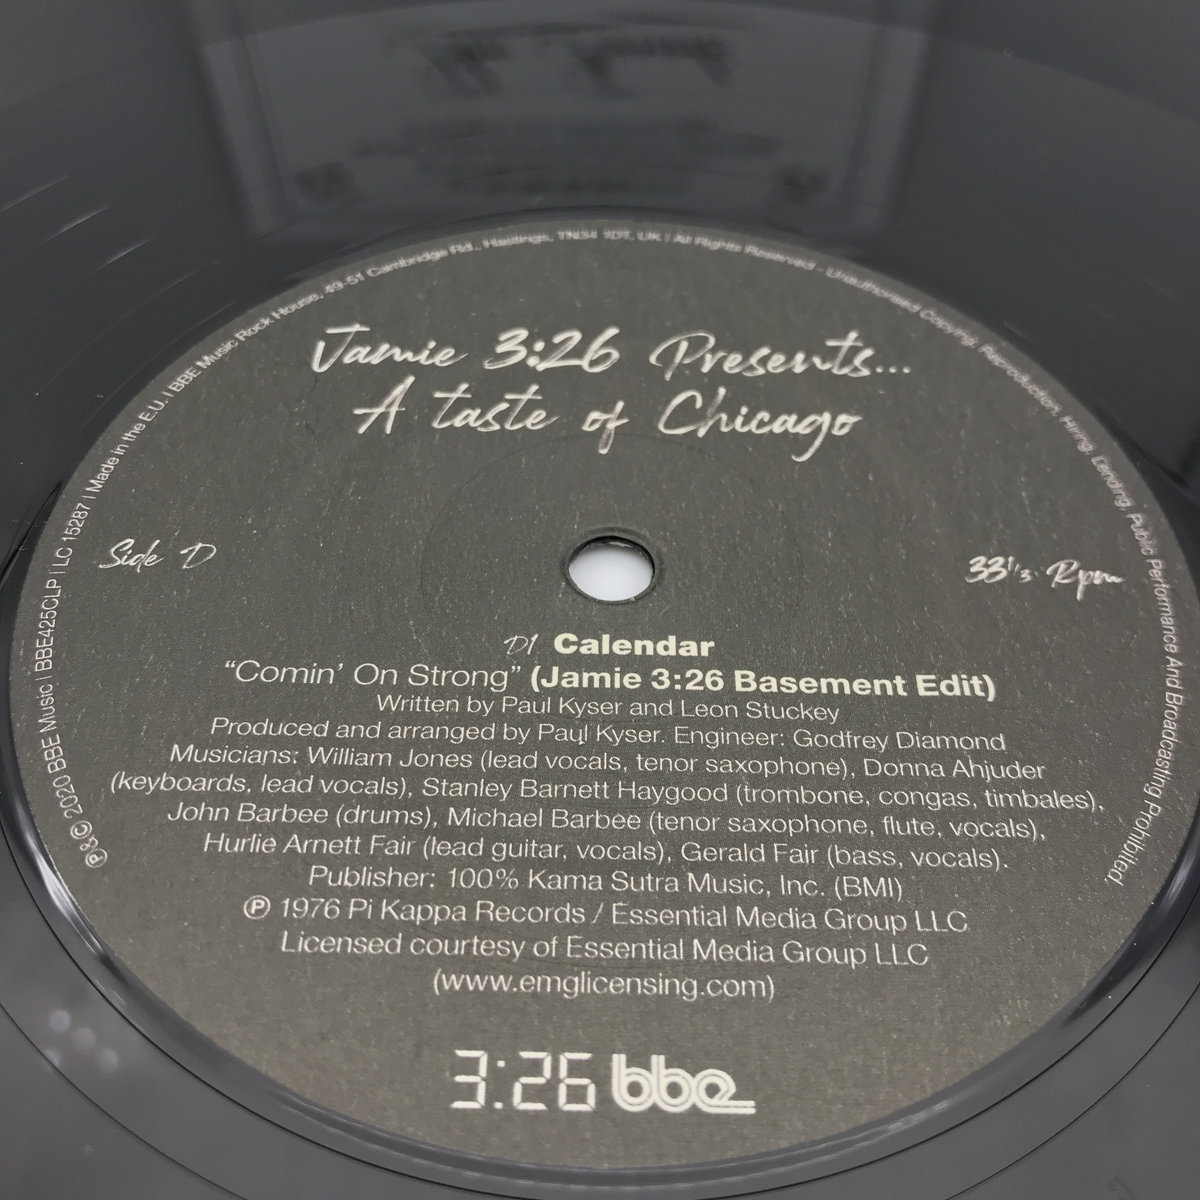 Jamie 3:26 Presents...
A taste of Chicago
Side D
33 1/3 Rpm
D1 Calendar
“Comin’ On Strong” (Jamie 3:26 Basement Edit)
Written by Paul Kyser and Leon Stuckey
Produced and arranged by Paul Kyser. Engineer: Godfrey Diamond
Musicians: William Jones (lead vocals, tenor saxophone), Donna Ahjuder
(keyboards, lead vocals), Stanley Barnett Haygood (trombone, congas, timbales),
John Barbee (drums), Michael Barbee (tenor saxophone, flute, vocals),
Hurlie Arnett Fair (lead guitar, vocals), Gerald Fair (bass, vocals).
Publisher: 100% Kama Sutra Music, Inc. (BMI)
℗ 1976 Pi Kappa Records / Essential Media Group LLC
Licensed courtesy of Essential Media Group LLC
(www.emglicensing.com)
3:26 bbe
℗&© 2020 BBE Music | BBE425CLP | LC 15287 | Made in the E.U. | BBE Music Rock House, 49-51 Cambridge Rd., Hastings, TN34 1DT, UK | All Rights Reserved - Unauthorised Copying, Reproduction, Hiring, Lending, Public Performance And Broadcasting Prohibited.